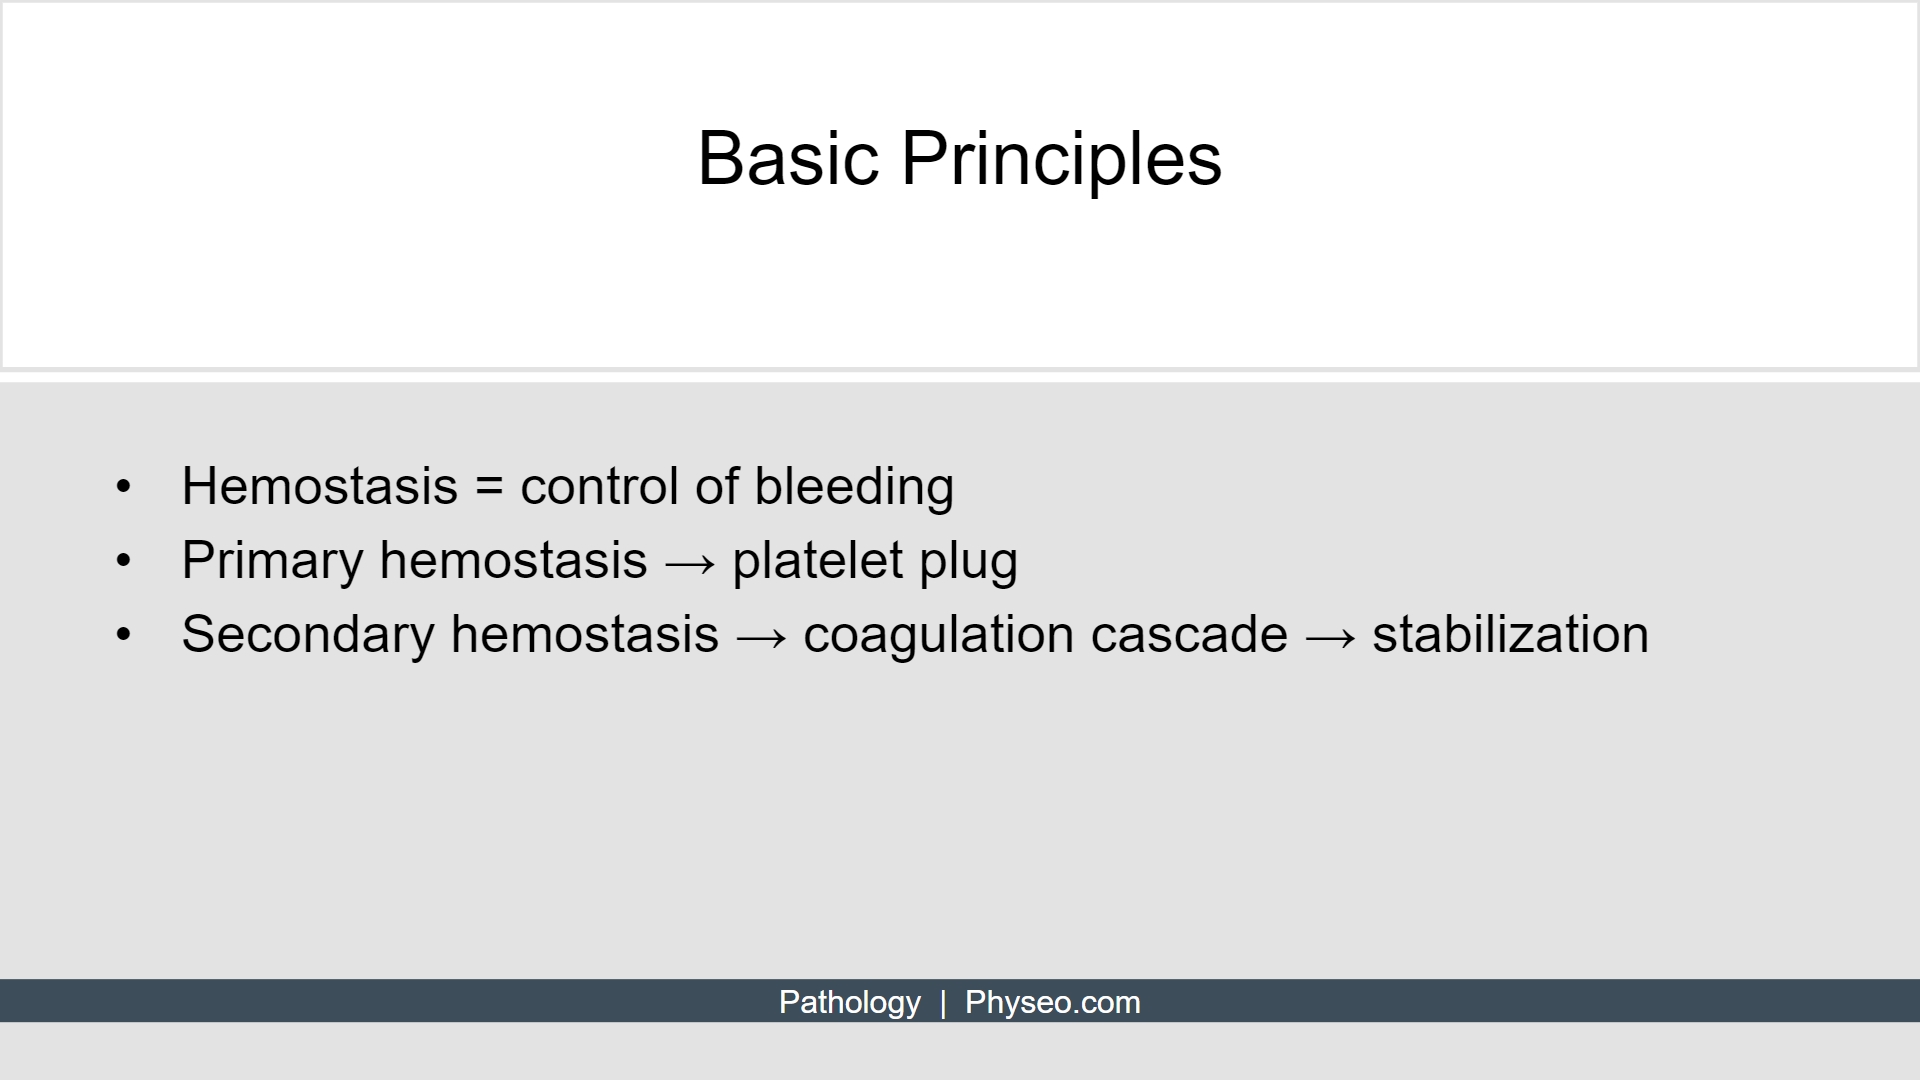 Basic Principles
• Hemostasis = control of bleeding
• Primary hemostasis → platelet plug
• Secondary hemostasis → coagulation cascade → stabilization
Pathology | Physeo.com